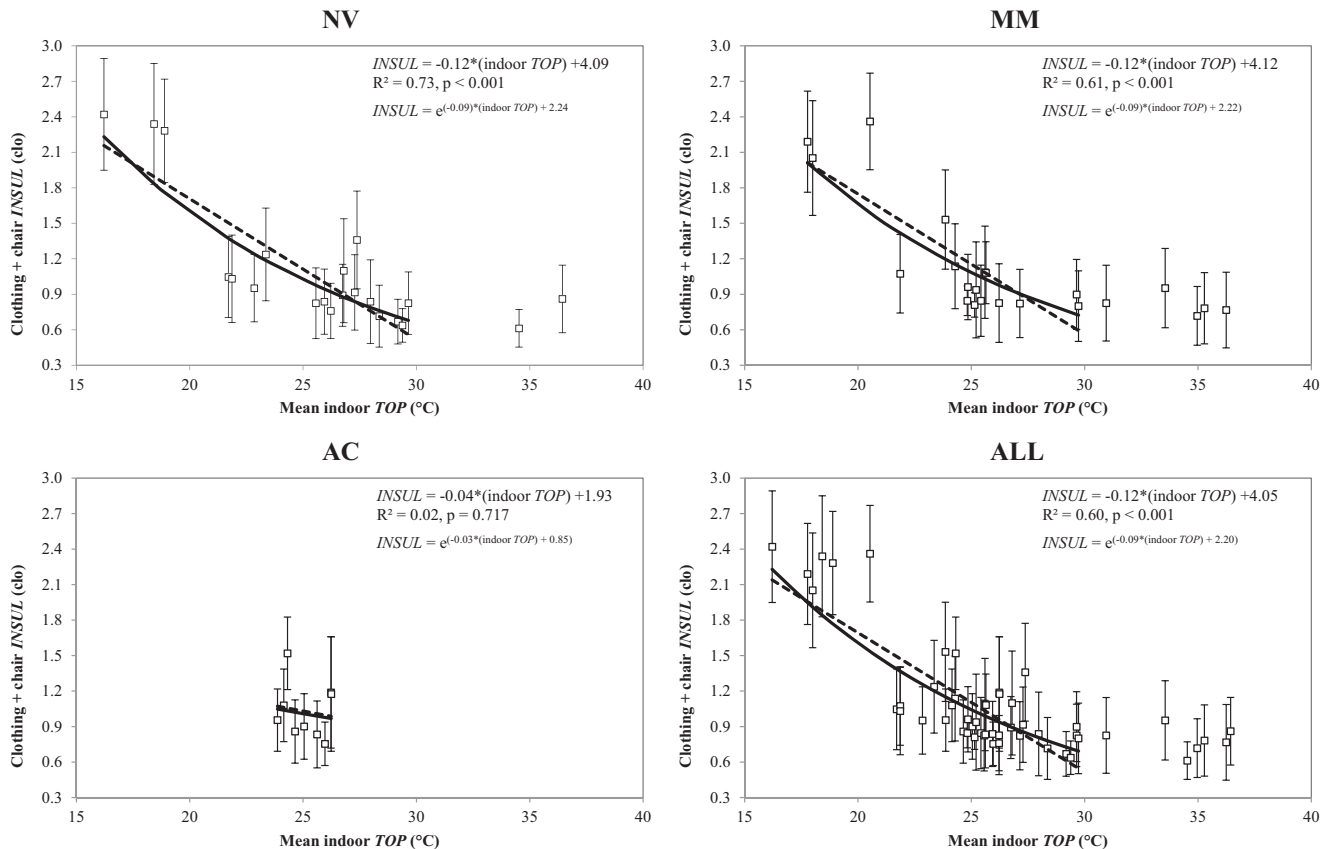 NV
INSUL = -0.12*(indoor TOP) +4.09
R² = 0.73, p < 0.001
INSUL = e(-0.09)*(indoor TOP) + 2.24
Clothing + chair INSUL (clo)
3.0
2.7
2.4
2.1
1.8
1.5
1.2
0.9
0.6
0.3
15 20 25 30 35 40
Mean indoor TOP (°C)
MM
INSUL = -0.12*(indoor TOP) +4.12
R² = 0.61, p < 0.001
INSUL = e(-0.09)*(indoor TOP) + 2.22)
Clothing + chair INSUL (clo)
3.0
2.7
2.4
2.1
1.8
1.5
1.2
0.9
0.6
0.3
15 20 25 30 35 40
Mean indoor TOP (°C)
AC
INSUL = -0.04*(indoor TOP) +1.93
R² = 0.02, p = 0.717
INSUL = e(-0.03*(indoor TOP) + 0.85)
Clothing + chair INSUL (clo)
3.0
2.7
2.4
2.1
1.8
1.5
1.2
0.9
0.6
0.3
15 20 25 30 35 40
Mean indoor TOP (°C)
ALL
INSUL = -0.12*(indoor TOP) +4.05
R² = 0.60, p < 0.001
INSUL = e(-0.09*(indoor TOP) + 2.20)
Clothing + chair INSUL (clo)
3.0
2.7
2.4
2.1
1.8
1.5
1.2
0.9
0.6
0.3
15 20 25 30 35 40
Mean indoor TOP (°C)